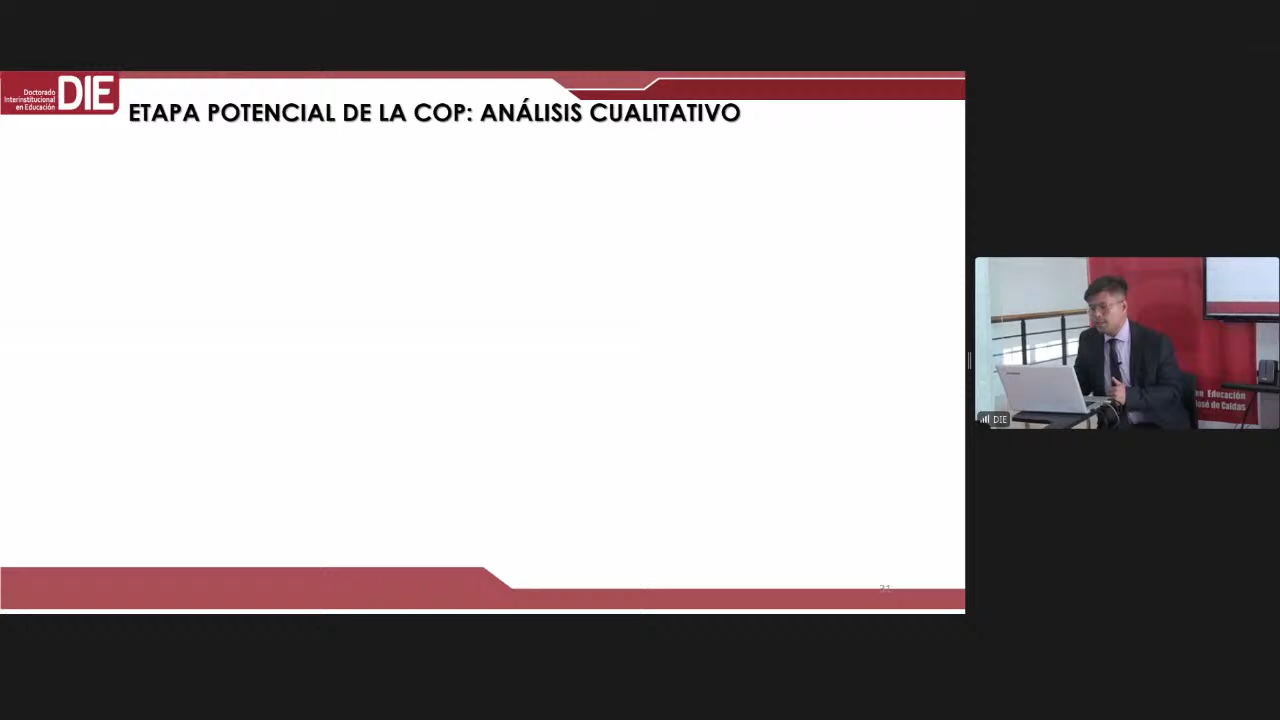 Doctorado
Interinstitucional
en Educación
DIE
ETAPA POTENCIAL DE LA COP: ANÁLISIS CUALITATIVO
en Educación
José de Caldas
DIE